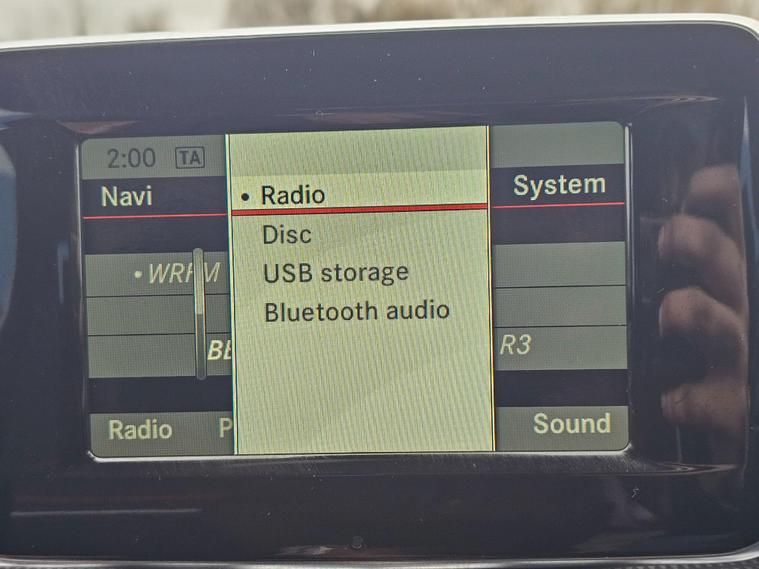 2:00 TA
Navi
• Radio
System
Disc
USB storage
Bluetooth audio
R3
Radio
Sound